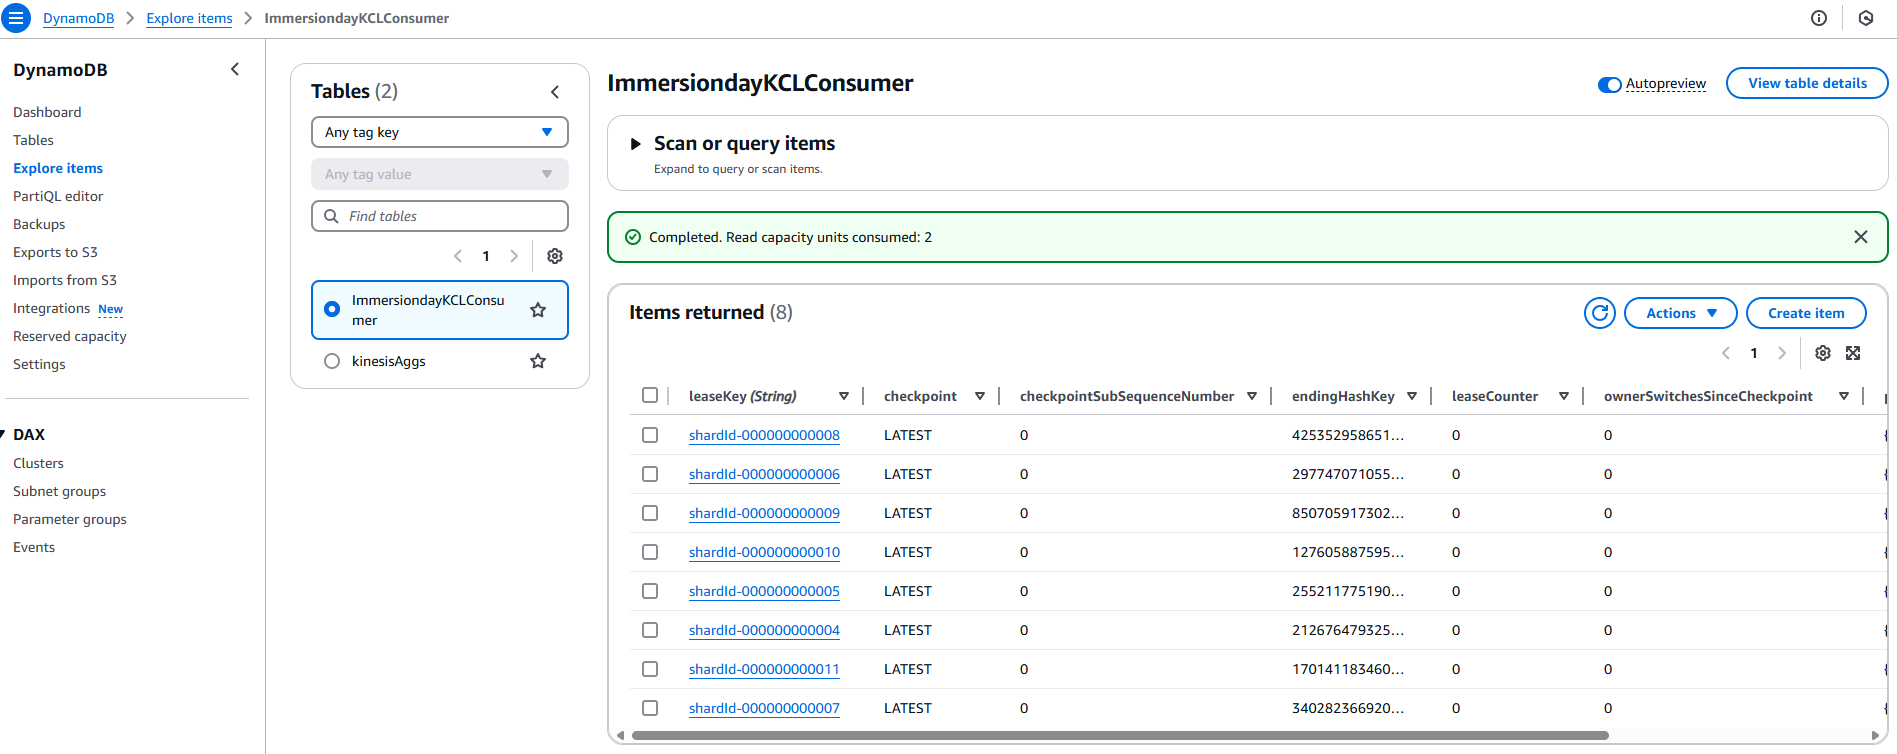 DynamoDB > Explore items > ImmersiondayKCLConsumer
DynamoDB
Dashboard
Tables
Explore items
PartiQL editor
Backups
Exports to S3
Imports from S3
Integrations New
Reserved capacity
Settings
DAX
Clusters
Subnet groups
Parameter groups
Events
Tables (2)
Any tag key
Any tag value
Find tables
1
ImmersiondayKCLConsu
mer
kinesisAggs
ImmersiondayKCLConsumer
Autopreview
View table details
Scan or query items
Expand to query or scan items.
Completed. Read capacity units consumed: 2
Items returned (8)
Actions
Create item
1
leaseKey (String) checkpoint checkpointSubSequenceNumber endingHashKey leaseCounter ownerSwitchesSinceCheckpoint
shardId-000000000008 LATEST 0 425352958651... 0 0
shardId-000000000006 LATEST 0 297747071055... 0 0
shardId-000000000009 LATEST 0 850705917302... 0 0
shardId-000000000010 LATEST 0 127605887595... 0 0
shardId-000000000005 LATEST 0 255211775190... 0 0
shardId-000000000004 LATEST 0 212676479325... 0 0
shardId-000000000011 LATEST 0 170141183460... 0 0
shardId-000000000007 LATEST 0 340282366920... 0 0